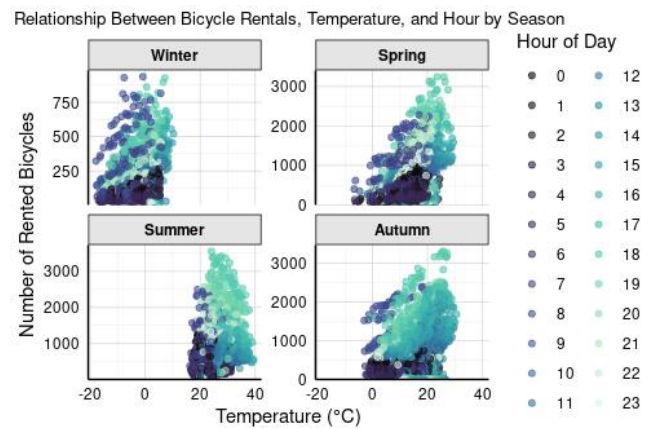 Relationship Between Bicycle Rentals, Temperature, and Hour by Season
Hour of Day
Winter
Spring
Number of Rented Bicycles
750
500
250
3000
2000
1000
0
Summer
Autumn
3000
2000
1000
3000
2000
1000
0
-20 0 20 40
-20 0 20 40
Temperature (°C)
0 12
1 13
2 14
3 15
4 16
5 17
6 18
7 19
8 20
9 21
10 22
11 23